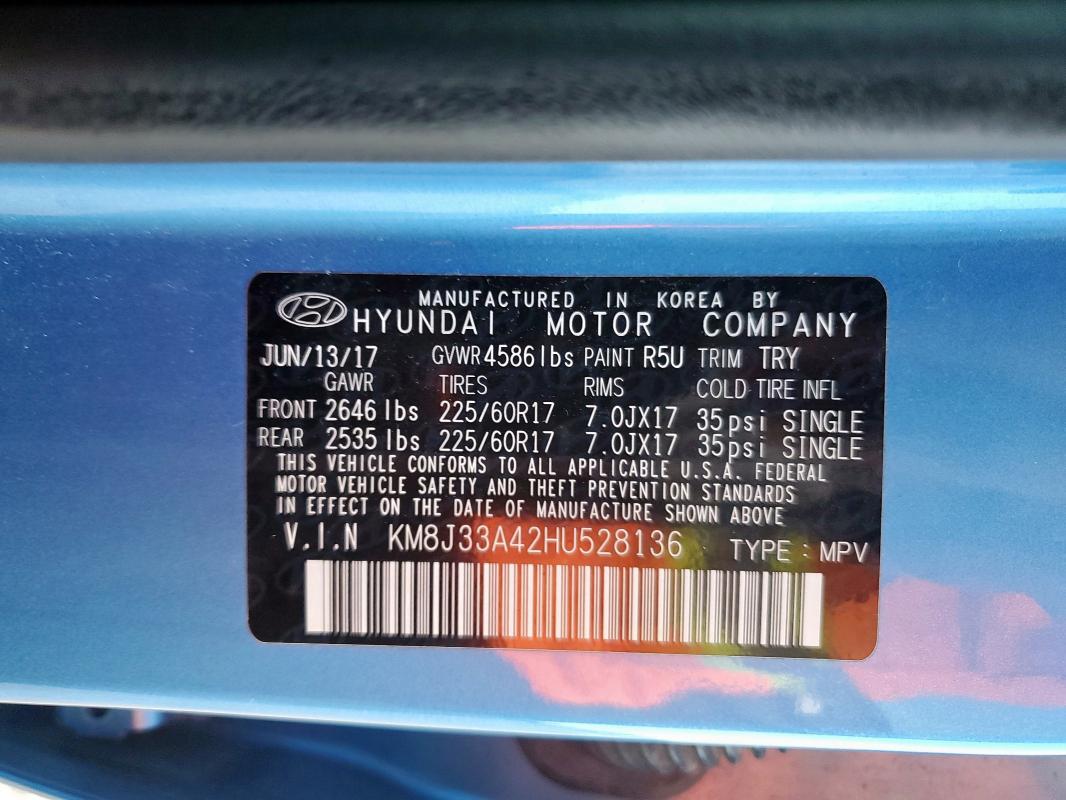 MANUFACTURED IN KOREA BY
HYUNDAI MOTOR COMPANY
JUN/13/17 GVWR 4586lbs PAINT R5U TRIM TRY
GAWR TIRES RIMS COLD TIRE INFL
FRONT 2646 lbs 225/60R17 7.0JX17 35psi SINGLE
REAR 2535 lbs 225/60R17 7.0JX17 35psi SINGLE
THIS VEHICLE CONFORMS TO ALL APPLICABLE U.S.A. FEDERAL
MOTOR VEHICLE SAFETY AND THEFT PREVENTION STANDARDS
IN EFFECT ON THE DATE OF MANUFACTURE SHOWN ABOVE
V.I.N KM8J33A42HU528136 TYPE : MPV